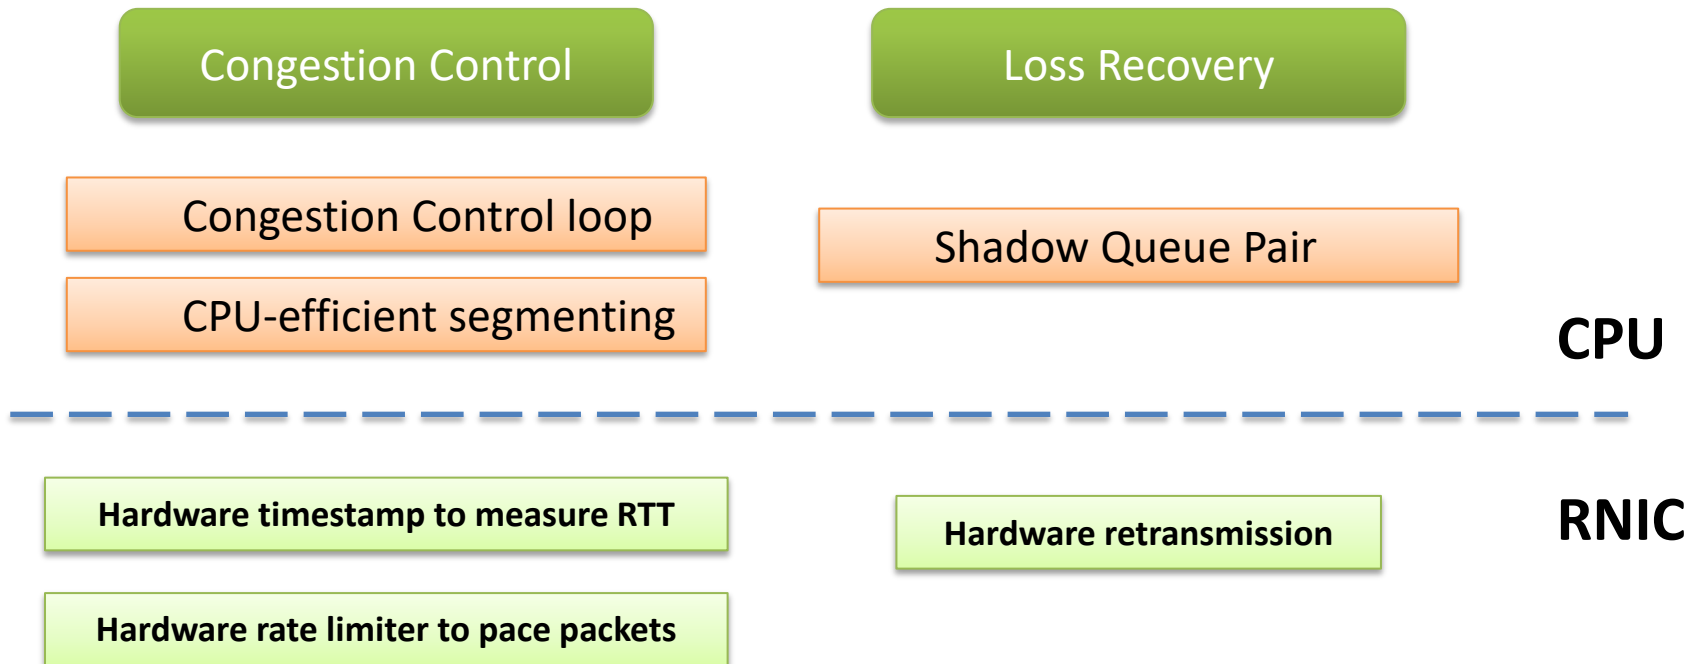 Congestion Control
Loss Recovery
Congestion Control loop
Shadow Queue Pair
CPU-efficient segmenting
CPU
Hardware timestamp to measure RTT
Hardware retransmission
RNIC
Hardware rate limiter to pace packets